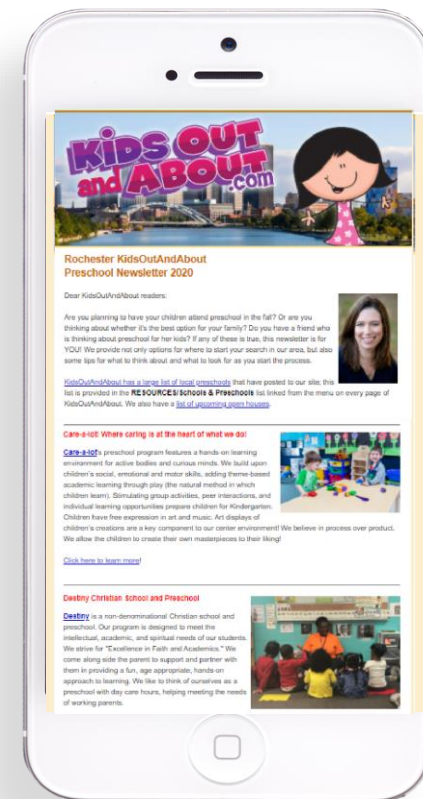 KiDS OUT
and ABOUT
.com
Rochester KidsOutAndAbout
Preschool Newsletter 2020
Dear KidsOutAndAbout readers:
Are you planning to have your children attend preschool in the fall? Or are you
thinking about whether it's the best option for your family? Do you have a friend who
is thinking about preschool for her kids? If any of these is true, this newsletter is for
YOU! We provide not only options for where to start your search in our area, but also
some tips for what to think about and what to look for as you start the process.
KidsOutAndAbout has a large list of local preschools that have posted to our site; this
list is provided in the RESOURCES/Schools & Preschools list linked from the menu on every page of
KidsOutAndAbout. We also have a list of upcoming open houses.
Care-a-lot! Where caring is at the heart of what we do!
Care-a-lot's preschool program features a hands-on learning
environment for active bodies and curious minds. We build upon
children's social, emotional and motor skills, adding theme-based
academic learning through play (the natural method in which
children learn). Stimulating group activities, peer interactions, and
individual learning opportunities prepare children for Kindergarten.
Children have free expression in art and music. Art displays of
children's creations are a key component to our center environment! We believe in process over product.
We allow the children to create their own masterpieces to their liking!
Click here to learn more!
Destiny Christian School and Preschool
Destiny is a non-denominational Christian school and
preschool. Our program is designed to meet the
intellectual, academic, and spiritual needs of our students.
We strive for "Excellence in Faith and Academics." We
come along side the parent to support and partner with
them in providing a fun, age appropriate, hands-on
approach to learning. We like to think of ourselves as a
preschool with day care hours, helping meeting the needs
of working parents.